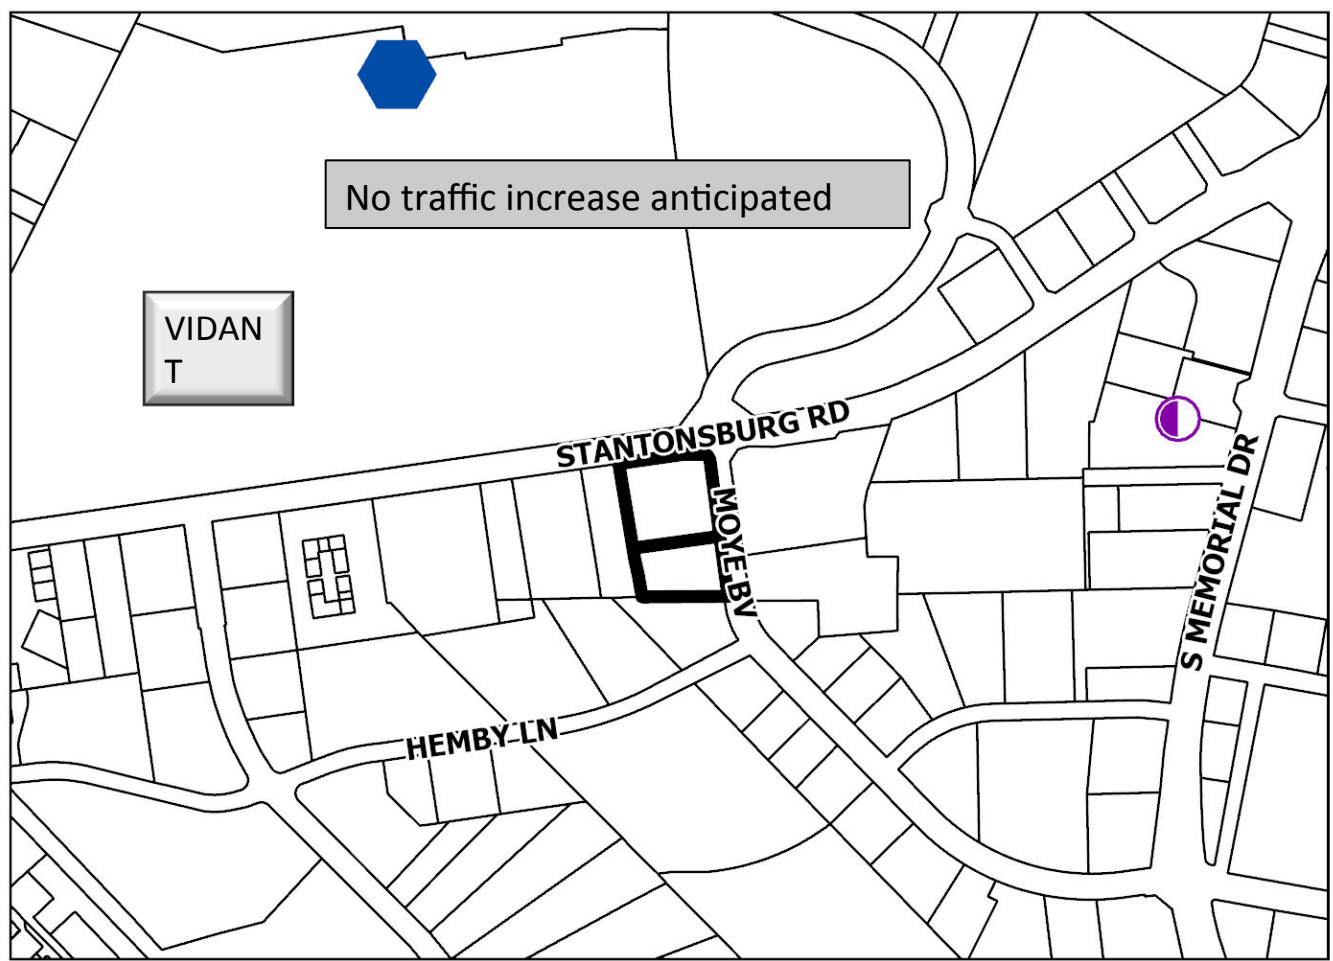 No traffic increase anticipated
VIDAN
T
STANTONSBURG RD
MOYE BV
S MEMORIAL DR
HEMBY LN